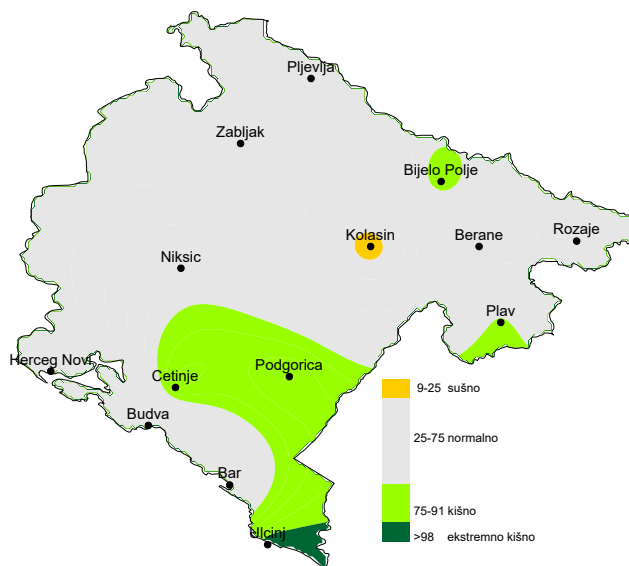 Pljevlja
Zabljak
Bijelo Polje
Kolasin
Berane
Rozaje
Niksic
Plav
Herceg Novi
Cetinje
Podgorica
Budva
Bar
Ulcinj
9-25 sušno
25-75 normalno
75-91 kišno
>98 ekstremno kišno